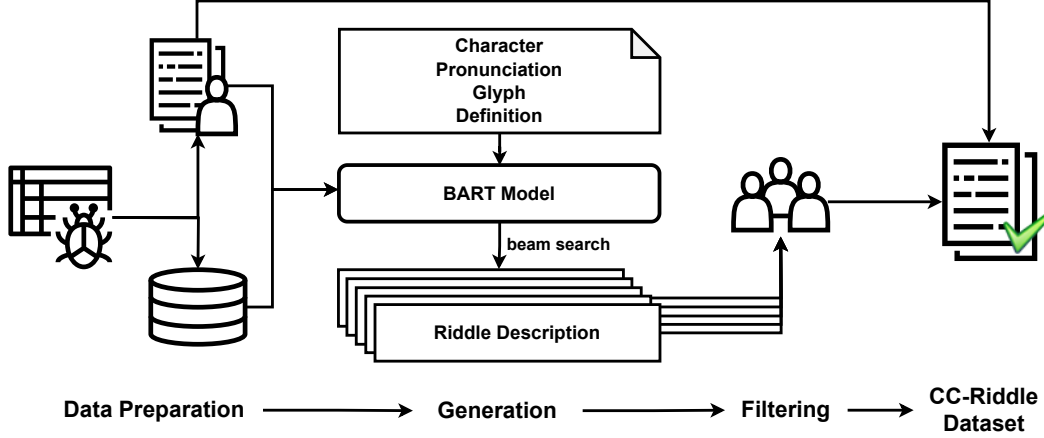 Character
Pronunciation
Glyph
Definition
BART Model
beam search
Riddle Description
Data Preparation
Generation
Filtering
CC-Riddle
Dataset